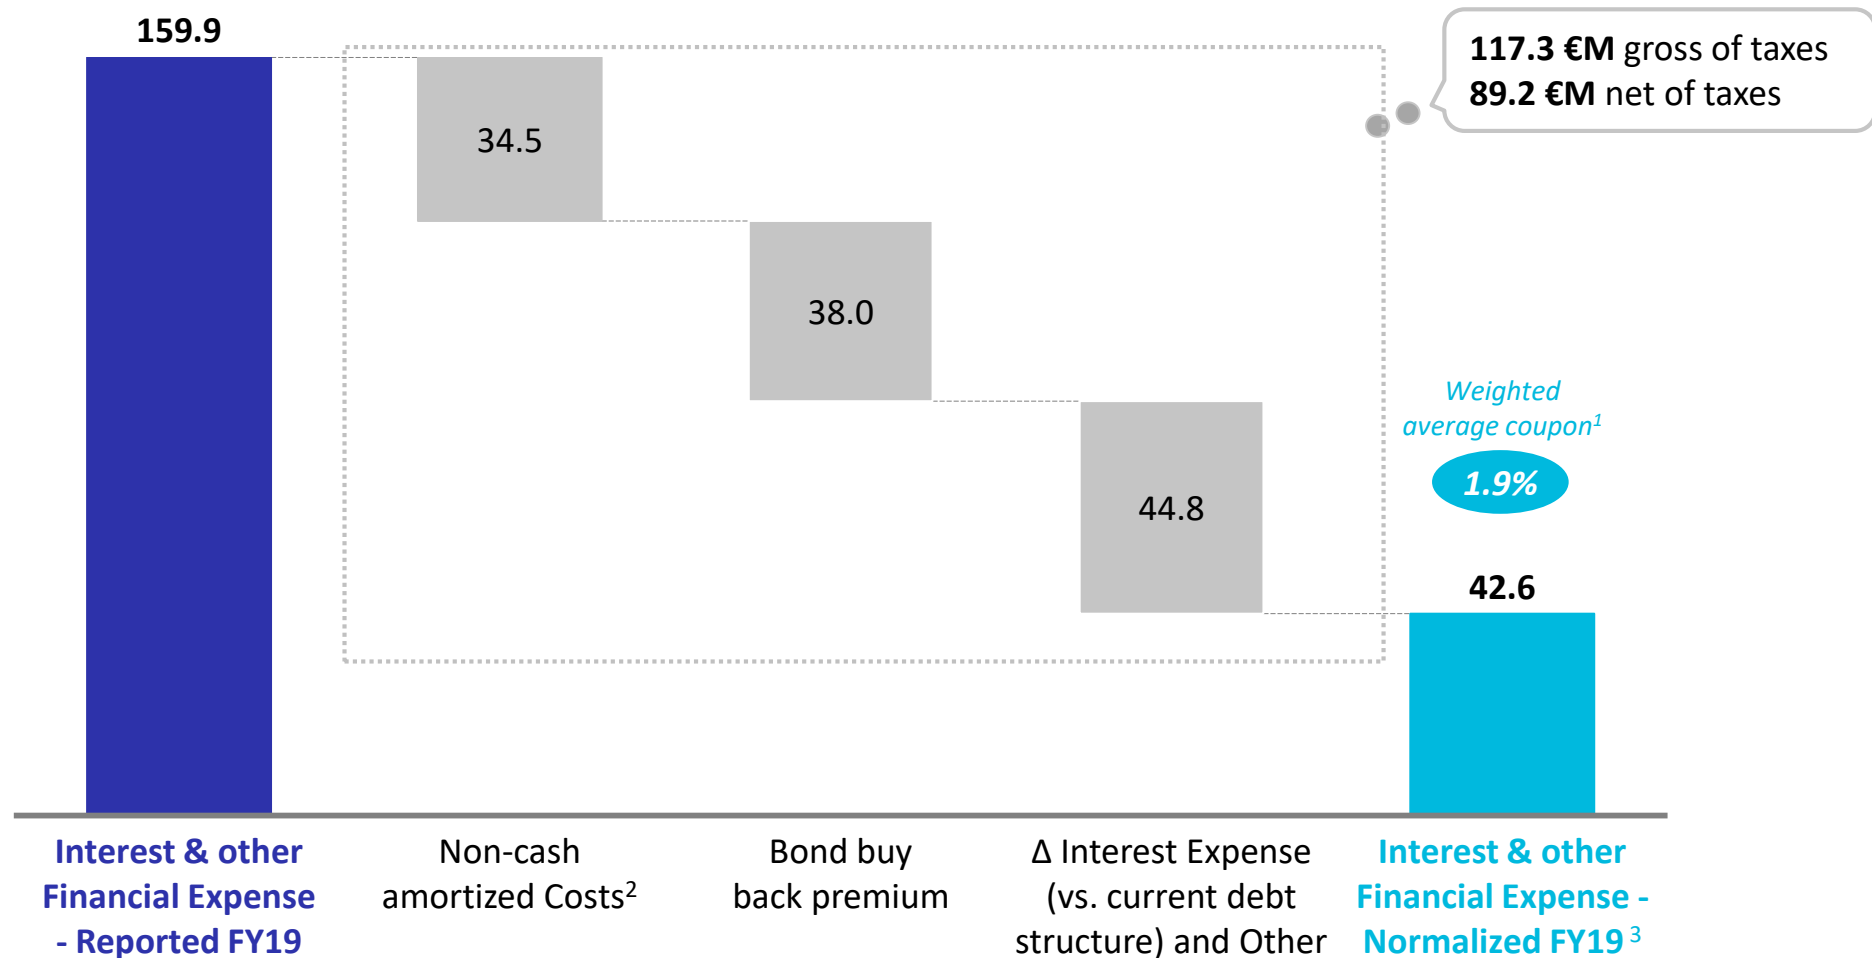 159.9
117.3 €M gross of taxes
89.2 €M net of taxes
34.5
38.0
44.8
Weighted
average coupon1
1.9%
42.6
Interest & other
Financial Expense
- Reported FY19
Non-cash
amortized Costs2
Bond buy
back premium
Δ Interest Expense
(vs. current debt
structure) and Other
Interest & other
Financial Expense -
Normalized FY19 3